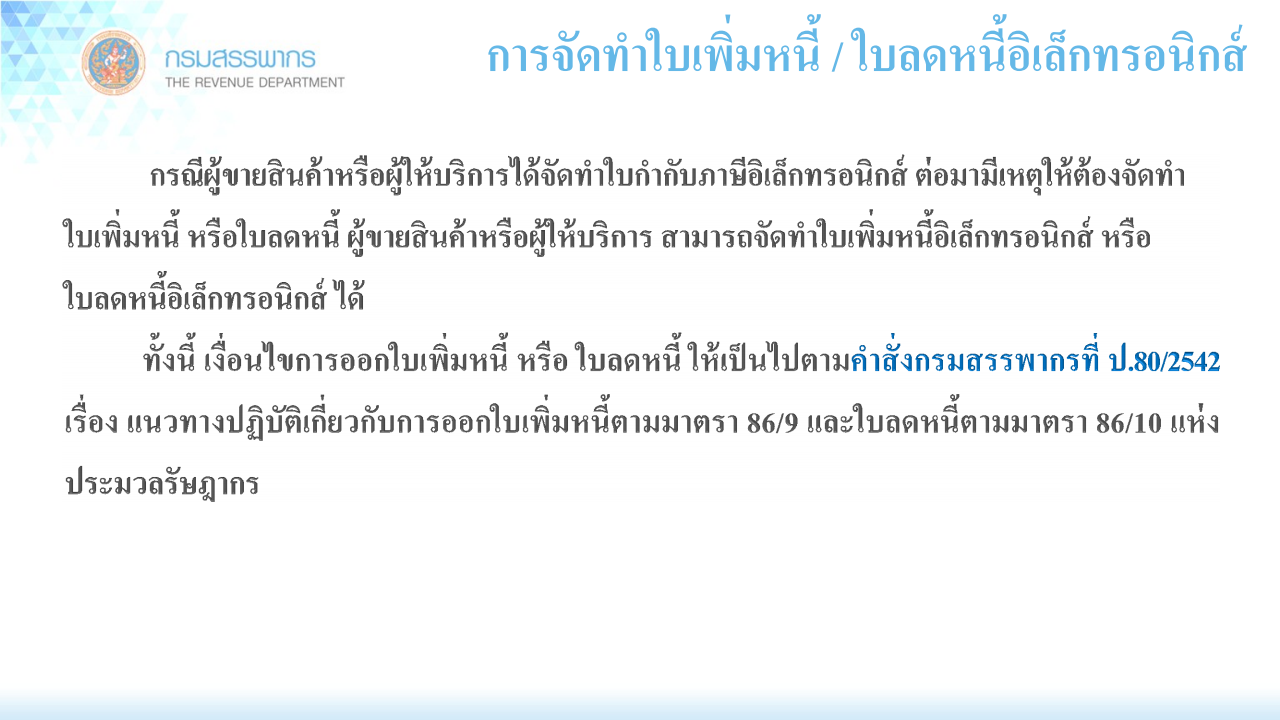 กรมสรรพากร
THE REVENUE DEPARTMENT
การจัดทำใบเพิ่มหนี้ / ใบลดหนี้อิเล็กทรอนิกส์
กรณีผู้ขายสินค้าหรือผู้ให้บริการได้จัดทำใบกำกับภาษีอิเล็กทรอนิกส์ ต่อมามีเหตุให้ต้องจัดทำ
ใบเพิ่มหนี้ หรือใบลดหนี้ ผู้ขายสินค้าหรือผู้ให้บริการ สามารถจัดทำใบเพิ่มหนี้อิเล็กทรอนิกส์ หรือ
ใบลดหนี้อิเล็กทรอนิกส์ ได้
ทั้งนี้ เงื่อนไขการออกใบเพิ่มหนี้ หรือ ใบลดหนี้ ให้เป็นไปตามคำสั่งกรมสรรพากรที่ ป.80/2542
เรื่อง แนวทางปฏิบัติเกี่ยวกับการออกใบเพิ่มหนี้ตามมาตรา 86/9 และใบลดหนี้ตามมาตรา 86/10 แห่ง
ประมวลรัษฎากร